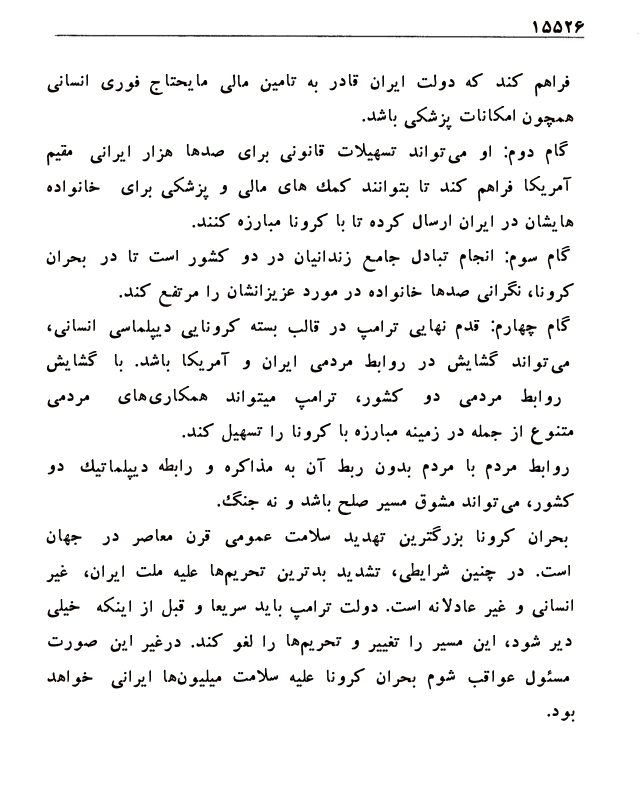 ۱۵۵۲۶
فراهم کند که دولت ایران قادر به تامین مالی مایحتاج فوری انسانی
همچون امکانات پزشکی باشد.
گام دوم: او می‌تواند تسهیلات قانونی برای صدها هزار ایرانی مقیم
آمریکا فراهم کند تا بتوانند کمك های مالی و پزشکی برای خانواده
هایشان در ایران ارسال کرده تا با کرونا مبارزه کنند.
گام سوم: انجام تبادل جامع زندانیان در دو کشور است تا در بحران
کرونا، نگرانی صدها خانواده در مورد عزیزانشان را مرتفع کند.
گام چهارم: قدم نهایی ترامپ در قالب بسته کرونایی دیپلماسی انسانی،
می‌تواند گشایش در روابط مردمی ایران و آمریکا باشد. با گشایش
روابط مردمی دو کشور، ترامپ میتواند همکاری‌های مردمی
متنوع از جمله در زمینه مبارزه با کرونا را تسهیل کند.
روابط مردم با مردم بدون ربط آن به مذاکره و رابطه دیپلماتیك دو
کشور، می‌تواند مشوق مسیر صلح باشد و نه جنگ.
بحران کرونا بزرگترین تهدید سلامت عمومی قرن معاصر در جهان
است. در چنین شرایطی، تشدید بدترین تحریم‌ها علیه ملت ایران، غیر
انسانی و غیر عادلانه است. دولت ترامپ باید سریعا و قبل از اینکه خیلی
دیر شود، این مسیر را تغییر و تحریم‌ها را لغو کند. درغیر این صورت
مسئول عواقب شوم بحران کرونا علیه سلامت میلیون‌ها ایرانی خواهد
بود.